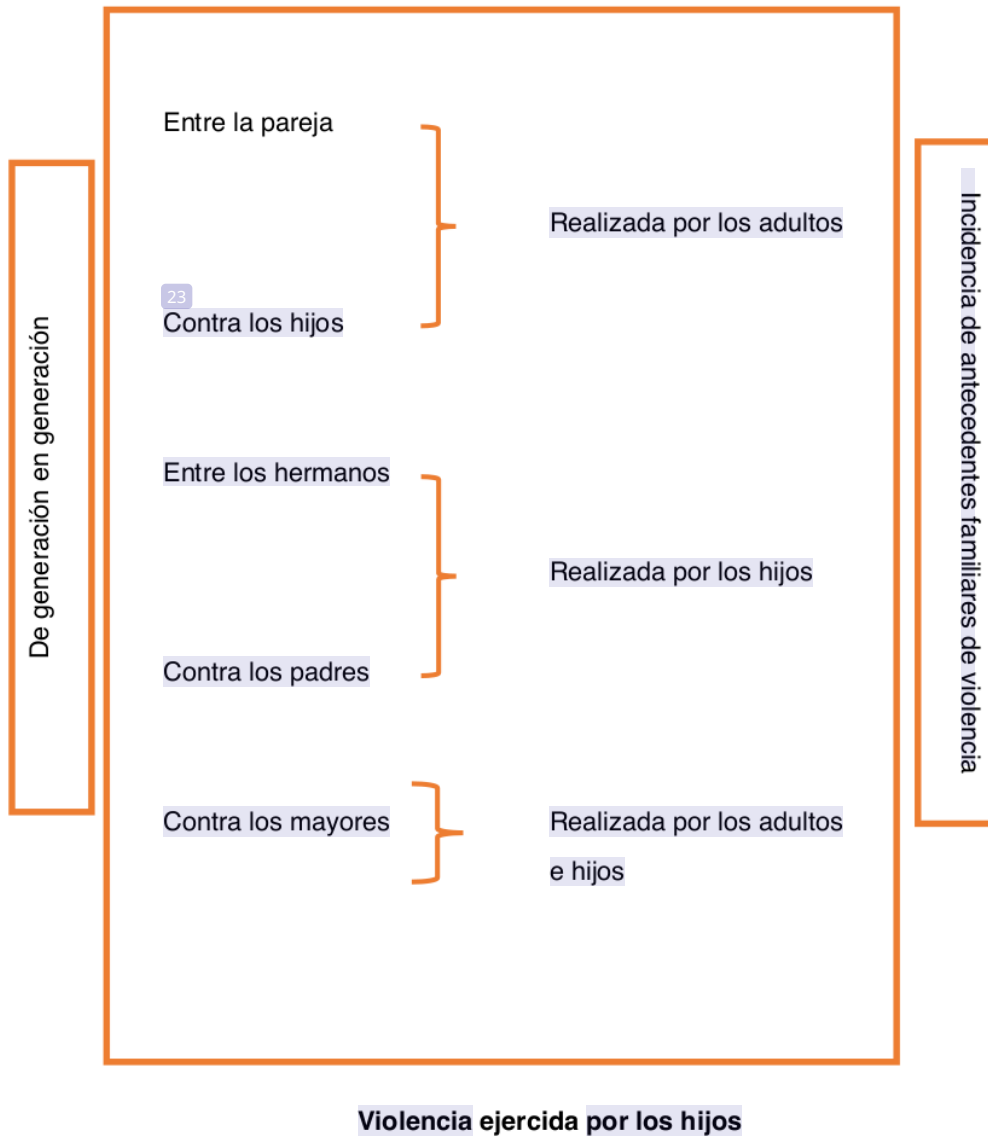 De generación en generación
Entre la pareja
Realizada por los adultos
23
Contra los hijos
Entre los hermanos
Realizada por los hijos
Contra los padres
Contra los mayores
Realizada por los adultos
e hijos
Incidencia de antecedentes familiares de violencia
Violencia ejercida por los hijos